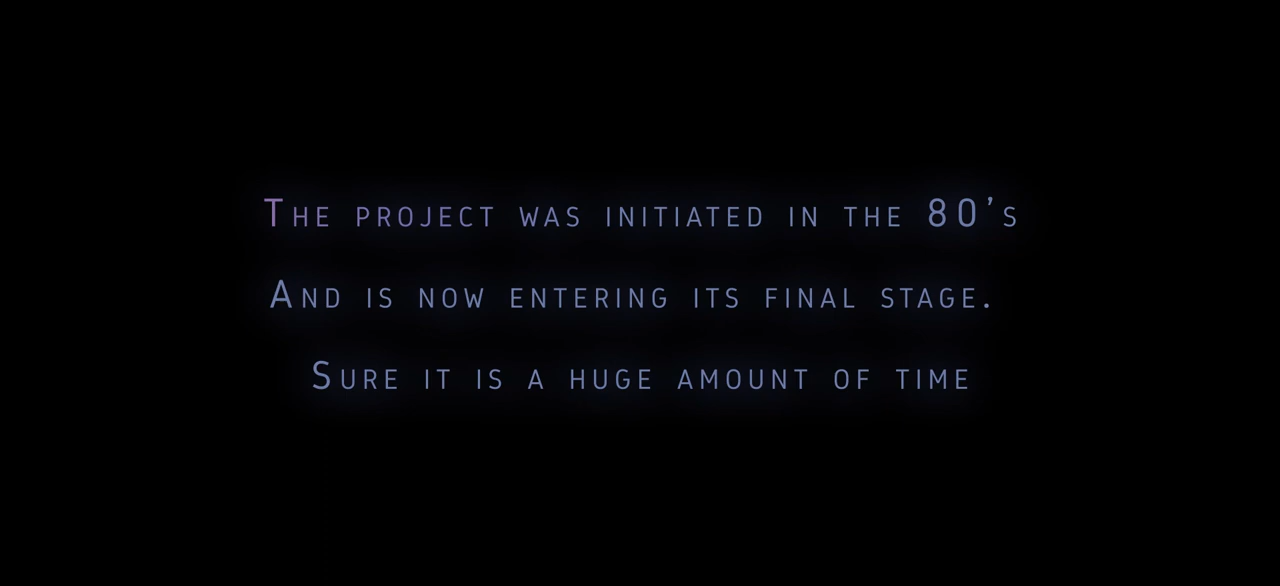 The project was initiated in the 80's
And is now entering its final stage.
Sure it is a huge amount of time